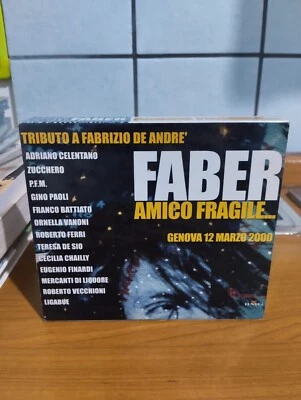 FABER
TRIBUTO A FABRIZIO DE ANDRE'
ADRIANO CELENTANO
ZUCCHERO
P.F.M.
GINO PAOLI
FRANCO BATTIATO
ORNELLA VANONI
ROBERTO FERRI
TERESA DE SIO
CECILIA CHAILLY
EUGENIO FINARDI
MERCANTI DI LIQUORE
ROBERTO VECCHIONI
LIGABUE
FABER
AMICO FRAGILE...
GENOVA 12 MARZO 2000